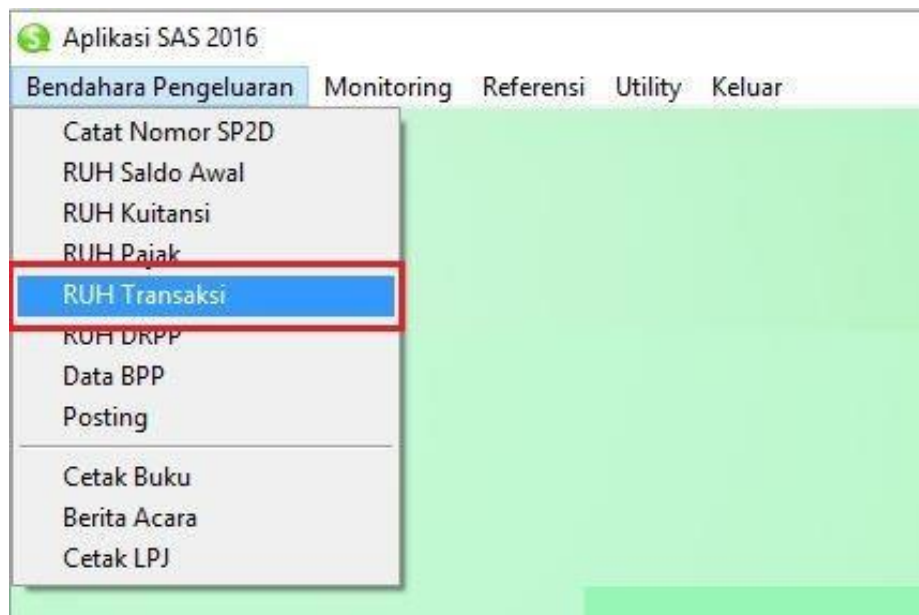 Aplikasi SAS 2016
Bendahara Pengeluaran Monitoring Referensi Utility Keluar
Catat Nomor SP2D
RUH Saldo Awal
RUH Kuitansi
RUH Pajak
RUH Transaksi
RUH DRPP
Data BPP
Posting
Cetak Buku
Berita Acara
Cetak LPJ